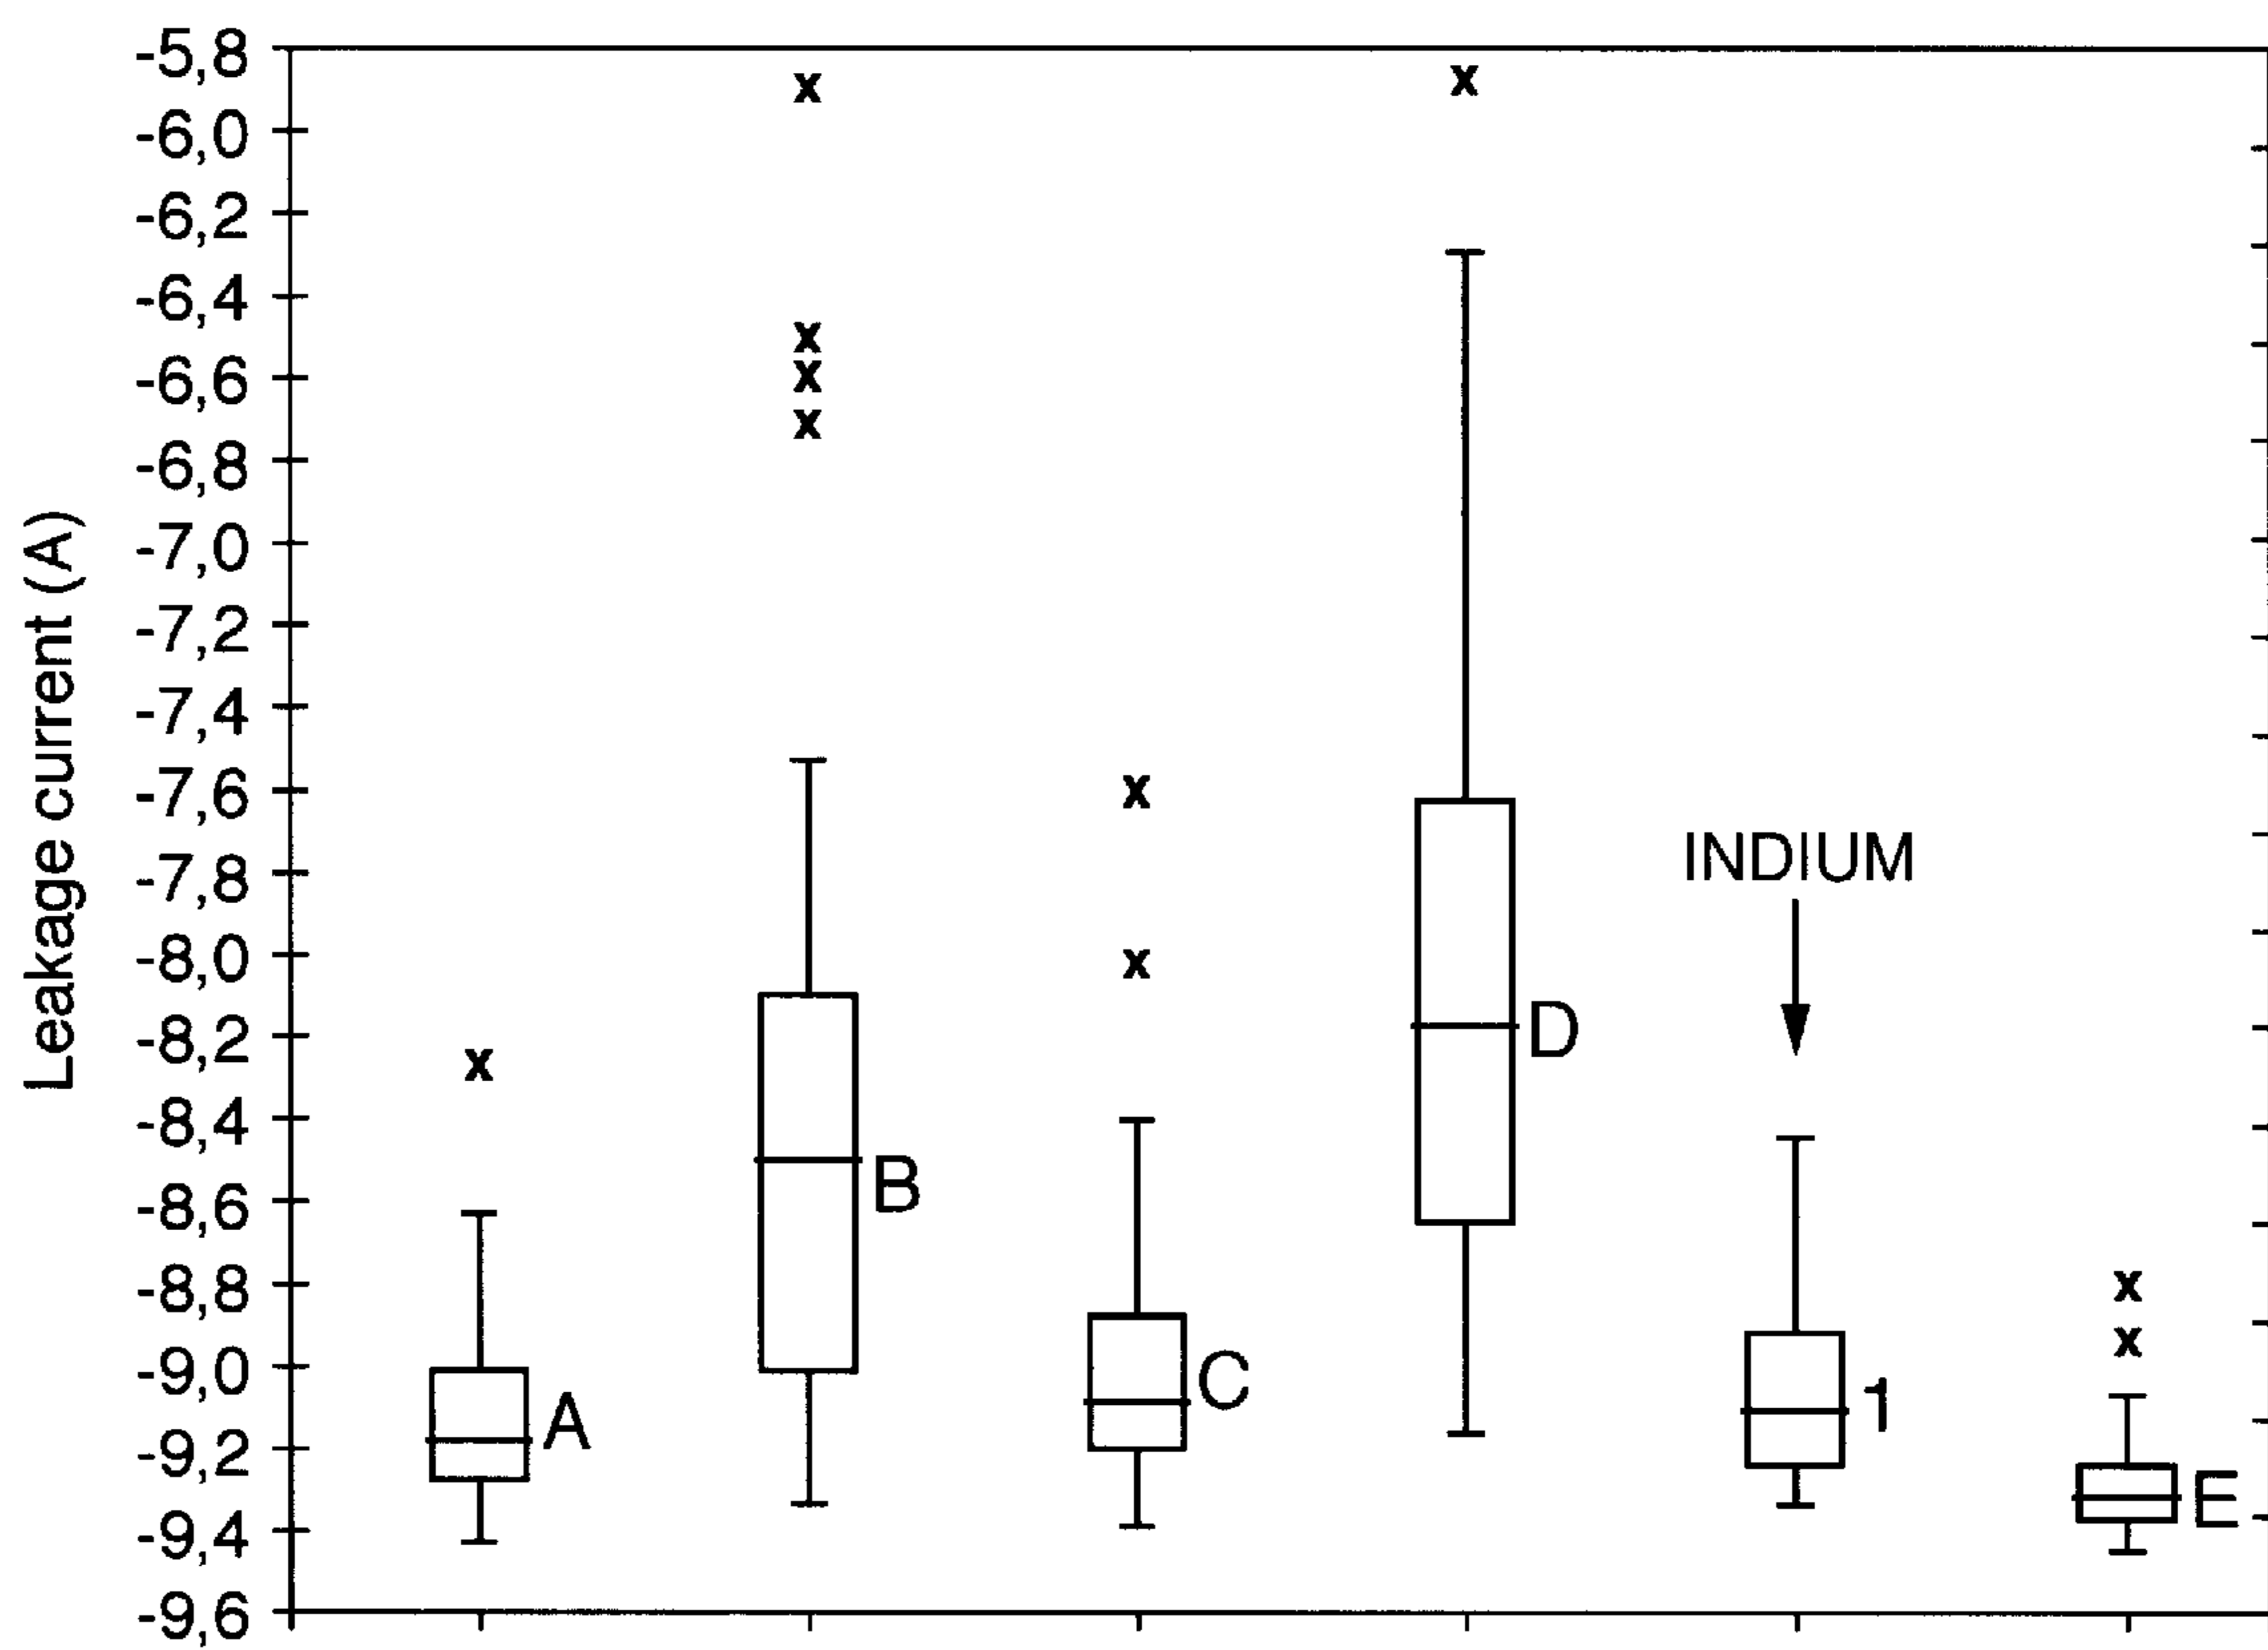 Leakage current (A)
-5,8
-6,0
-6,2
-6,4
-6,6
-6,8
-7,0
-7,2
-7,4
-7,6
-7,8
-8,0
-8,2
-8,4
-8,6
-8,8
-9,0
-9,2
-9,4
-9,6
x
x
x
x
x
x
x
x
x
x
A
B
C
D
INDIUM
1
E